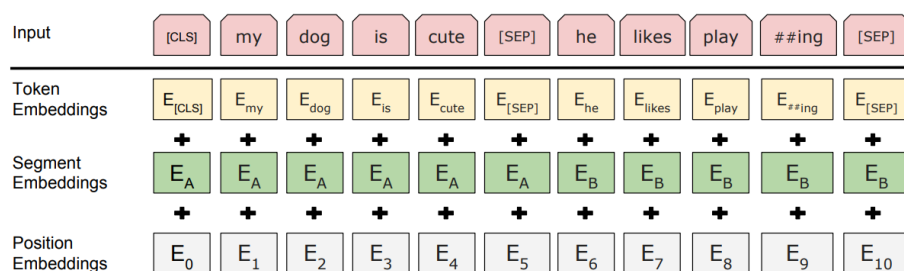 Input [CLS] my dog is cute [SEP] he likes play ##ing [SEP]
Token
Embeddings E[CLS] Emy Edog Eis Ecute E[SEP] Ehe Elikes Eplay E##ing E[SEP]
+ + + + + + + + + + +
Segment
Embeddings EA EA EA EA EA EA EB EB EB EB EB
+ + + + + + + + + + +
Position
Embeddings E0 E1 E2 E3 E4 E5 E6 E7 E8 E9 E10